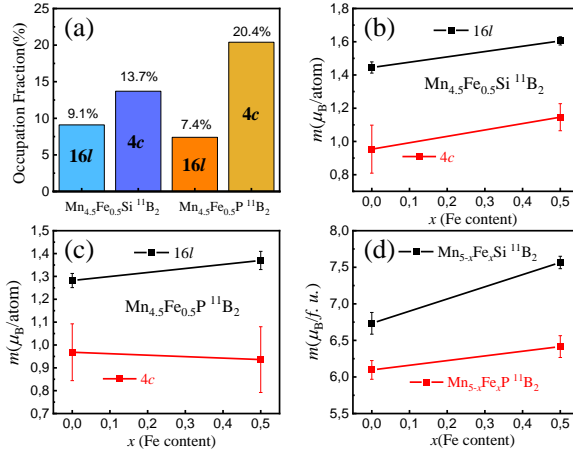 (a)
Occupation Fraction(%)
25
20
15
10
5
0
9.1%
13.7%
7.4%
20.4%
16l
4c
16l
4c
Mn4.5Fe0.5Si 11B2
Mn4.5Fe0.5P 11B2
(b)
m(μB/atom)
1,8
1,6
1,4
1,2
1,0
0,8
16l
Mn4.5Fe0.5Si 11B2
4c
0,0 0,1 0,2 0,3 0,4 0,5
x (Fe content)
(c)
m(μB/atom)
1,5
1,4
1,3
1,2
1,1
1,0
0,9
0,8
0,7
16l
Mn4.5Fe0.5P 11B2
4c
0,0 0,1 0,2 0,3 0,4 0,5
x (Fe content)
(d)
m(μB/f. u.)
8,0
7,5
7,0
6,5
6,0
5,5
5,0
Mn5-xFexSi 11B2
Mn5-xFexP 11B2
0,0 0,1 0,2 0,3 0,4 0,5
x(Fe content)